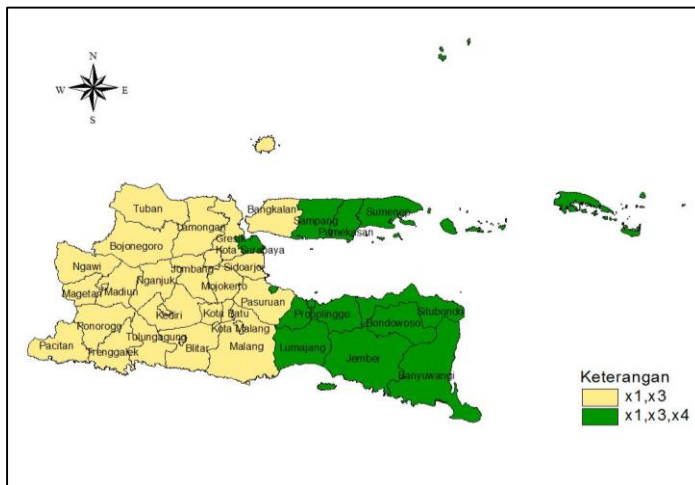 N
W E
S
Bangkalan
Sumenep
Tuban
Sampang
Lamongan
Pamekasan
Gresik
Bojonegoro
Kota Surabaya
Ngawi
Jombang
Sidoarjo
Nganjuk
Magetan
Madiun
Mojokerto
Pasuruan
Kediri
Kota Batu
Probolinggo
Situbondo
Ponorogo
Bondowoso
Kota Malang
Tulungagung
Pacitan
Trenggalek
Blitar
Malang
Lumajang
Jember
Banyuwangi
Keterangan
x1,x3
x1,x3,x4